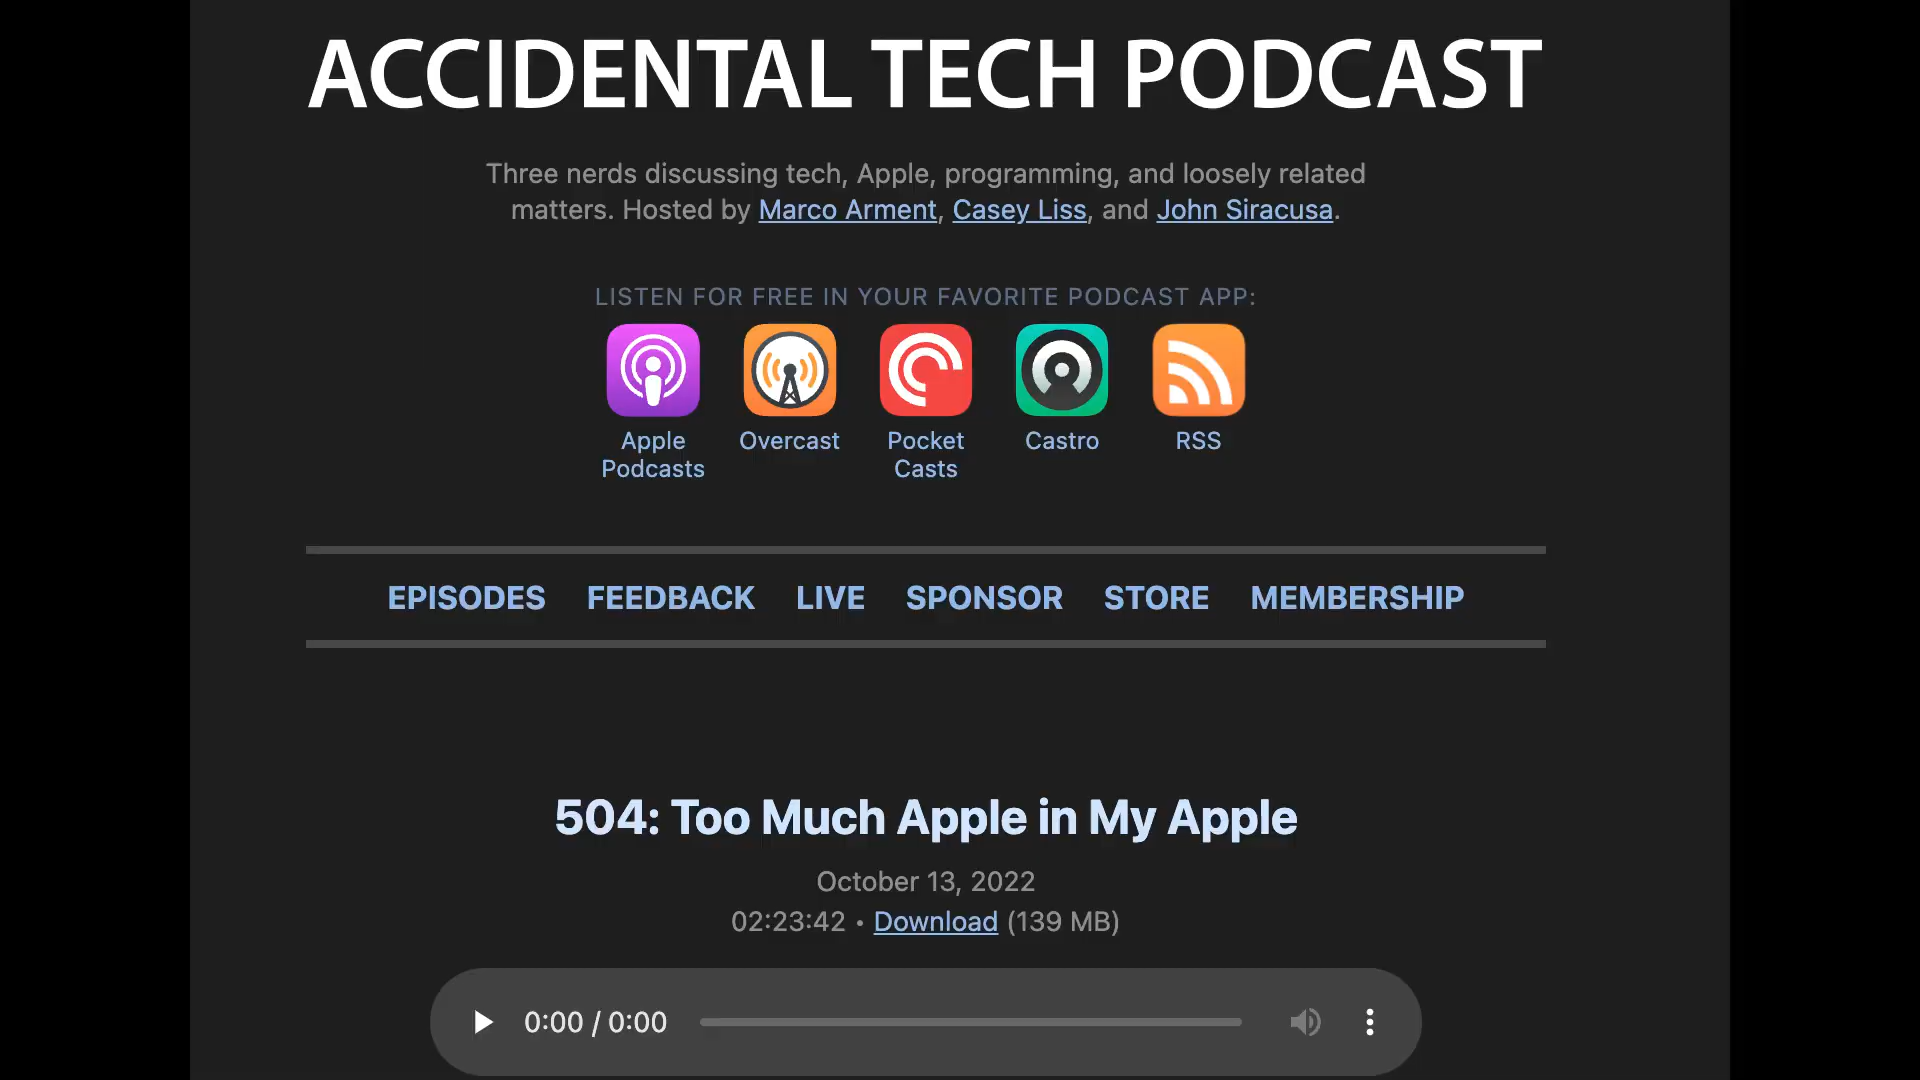 ACCIDENTAL TECH PODCAST
Three nerds discussing tech, Apple, programming, and loosely related
matters. Hosted by Marco Arment, Casey Liss, and John Siracusa.
LISTEN FOR FREE IN YOUR FAVORITE PODCAST APP:
Apple Podcasts
Overcast
Pocket Casts
Castro
RSS
EPISODES FEEDBACK LIVE SPONSOR STORE MEMBERSHIP
504: Too Much Apple in My Apple
October 13, 2022
02:23:42 • Download (139 MB)
0:00 / 0:00